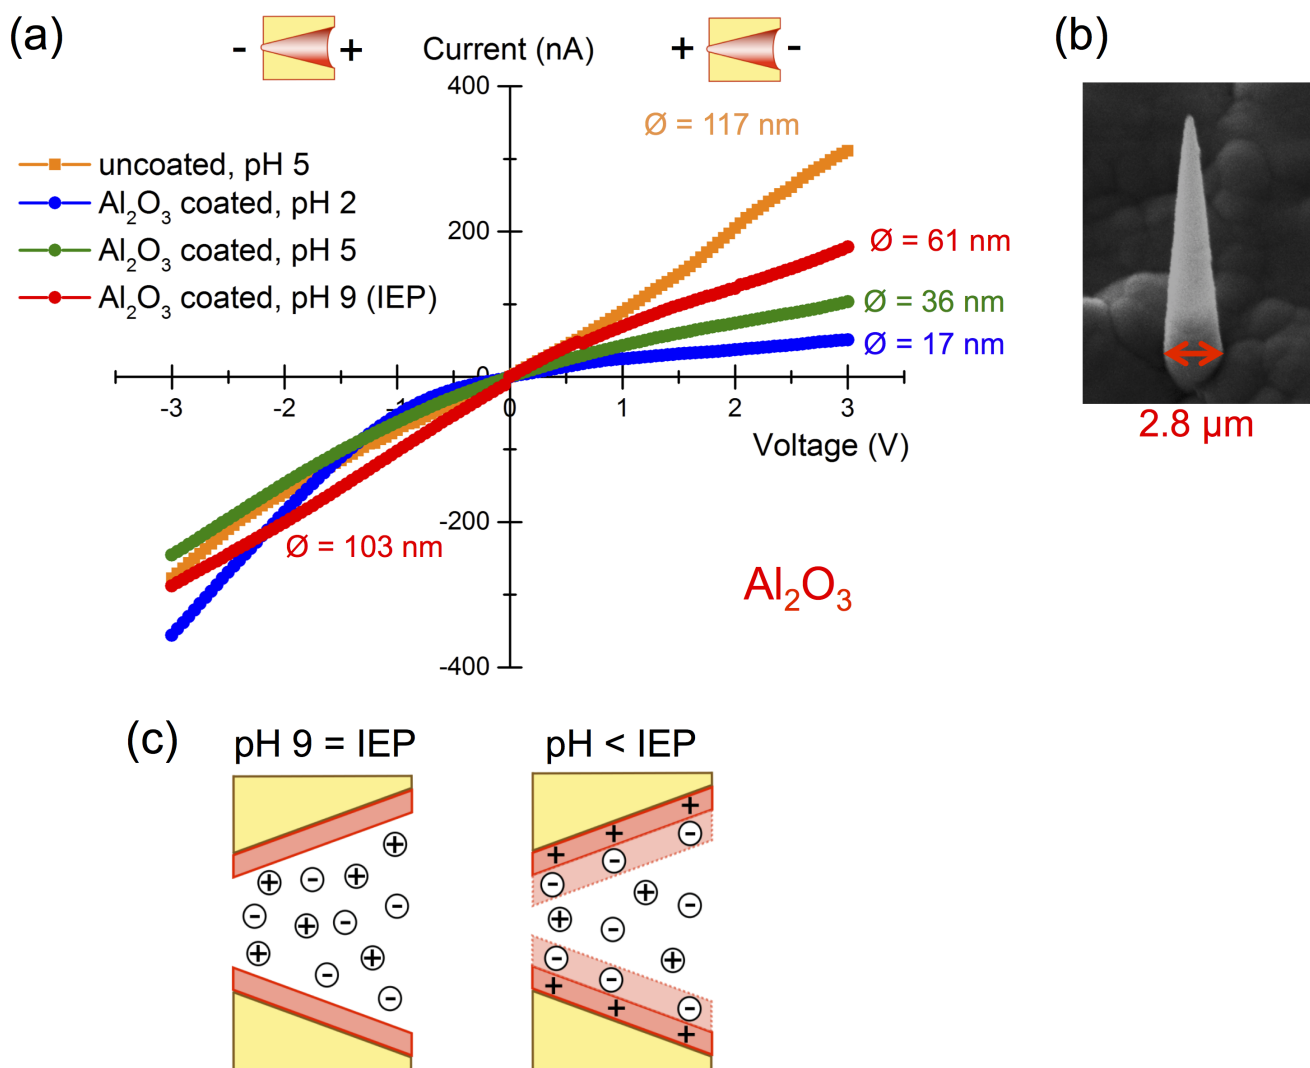 (a)
- +
Current (nA)
+ -
(b)
400
Ø = 117 nm
uncoated, pH 5
Al₂O₃ coated, pH 2
Al₂O₃ coated, pH 5
Al₂O₃ coated, pH 9 (IEP)
200
Ø = 61 nm
Ø = 36 nm
Ø = 17 nm
0
-3 -2 -1 0 1 2 3
Voltage (V)
2.8 µm
-200
Ø = 103 nm
Al₂O₃
-400
(c)
pH 9 = IEP
pH < IEP